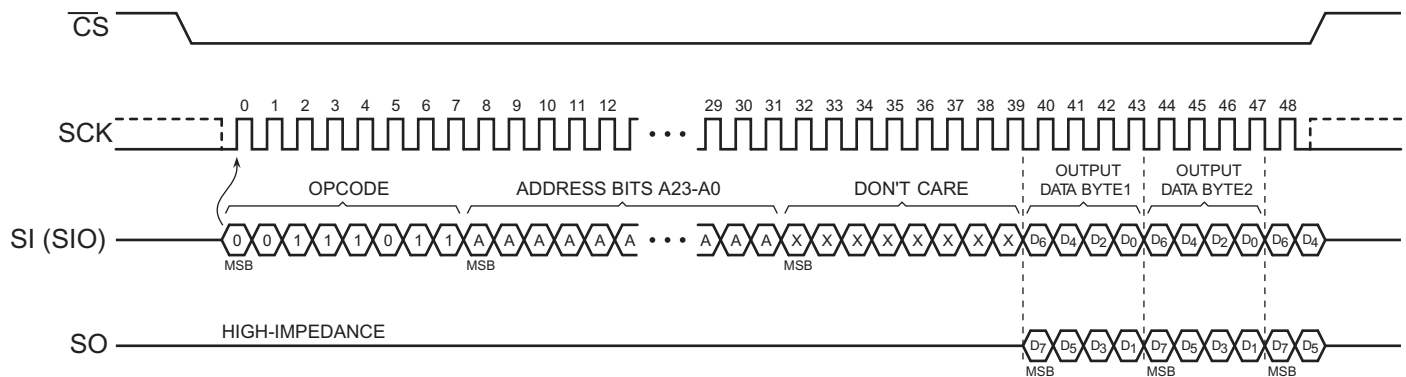 CS
0 1 2 3 4 5 6 7 8 9 10 11 12 29 30 31 32 33 34 35 36 37 38 39 40 41 42 43 44 45 46 47 48
SCK
OPCODE ADDRESS BITS A23-A0 DON'T CARE OUTPUT DATA BYTE1 OUTPUT DATA BYTE2
SI (SIO) 0 0 1 1 1 0 1 1 A A A A A A A A A X X X X X X X X D6 D4 D2 D0 D6 D4 D2 D0 D6 D4
MSB MSB MSB
HIGH-IMPEDANCE
SO D7 D5 D3 D1 D7 D5 D3 D1 D7 D5
MSB MSB MSB